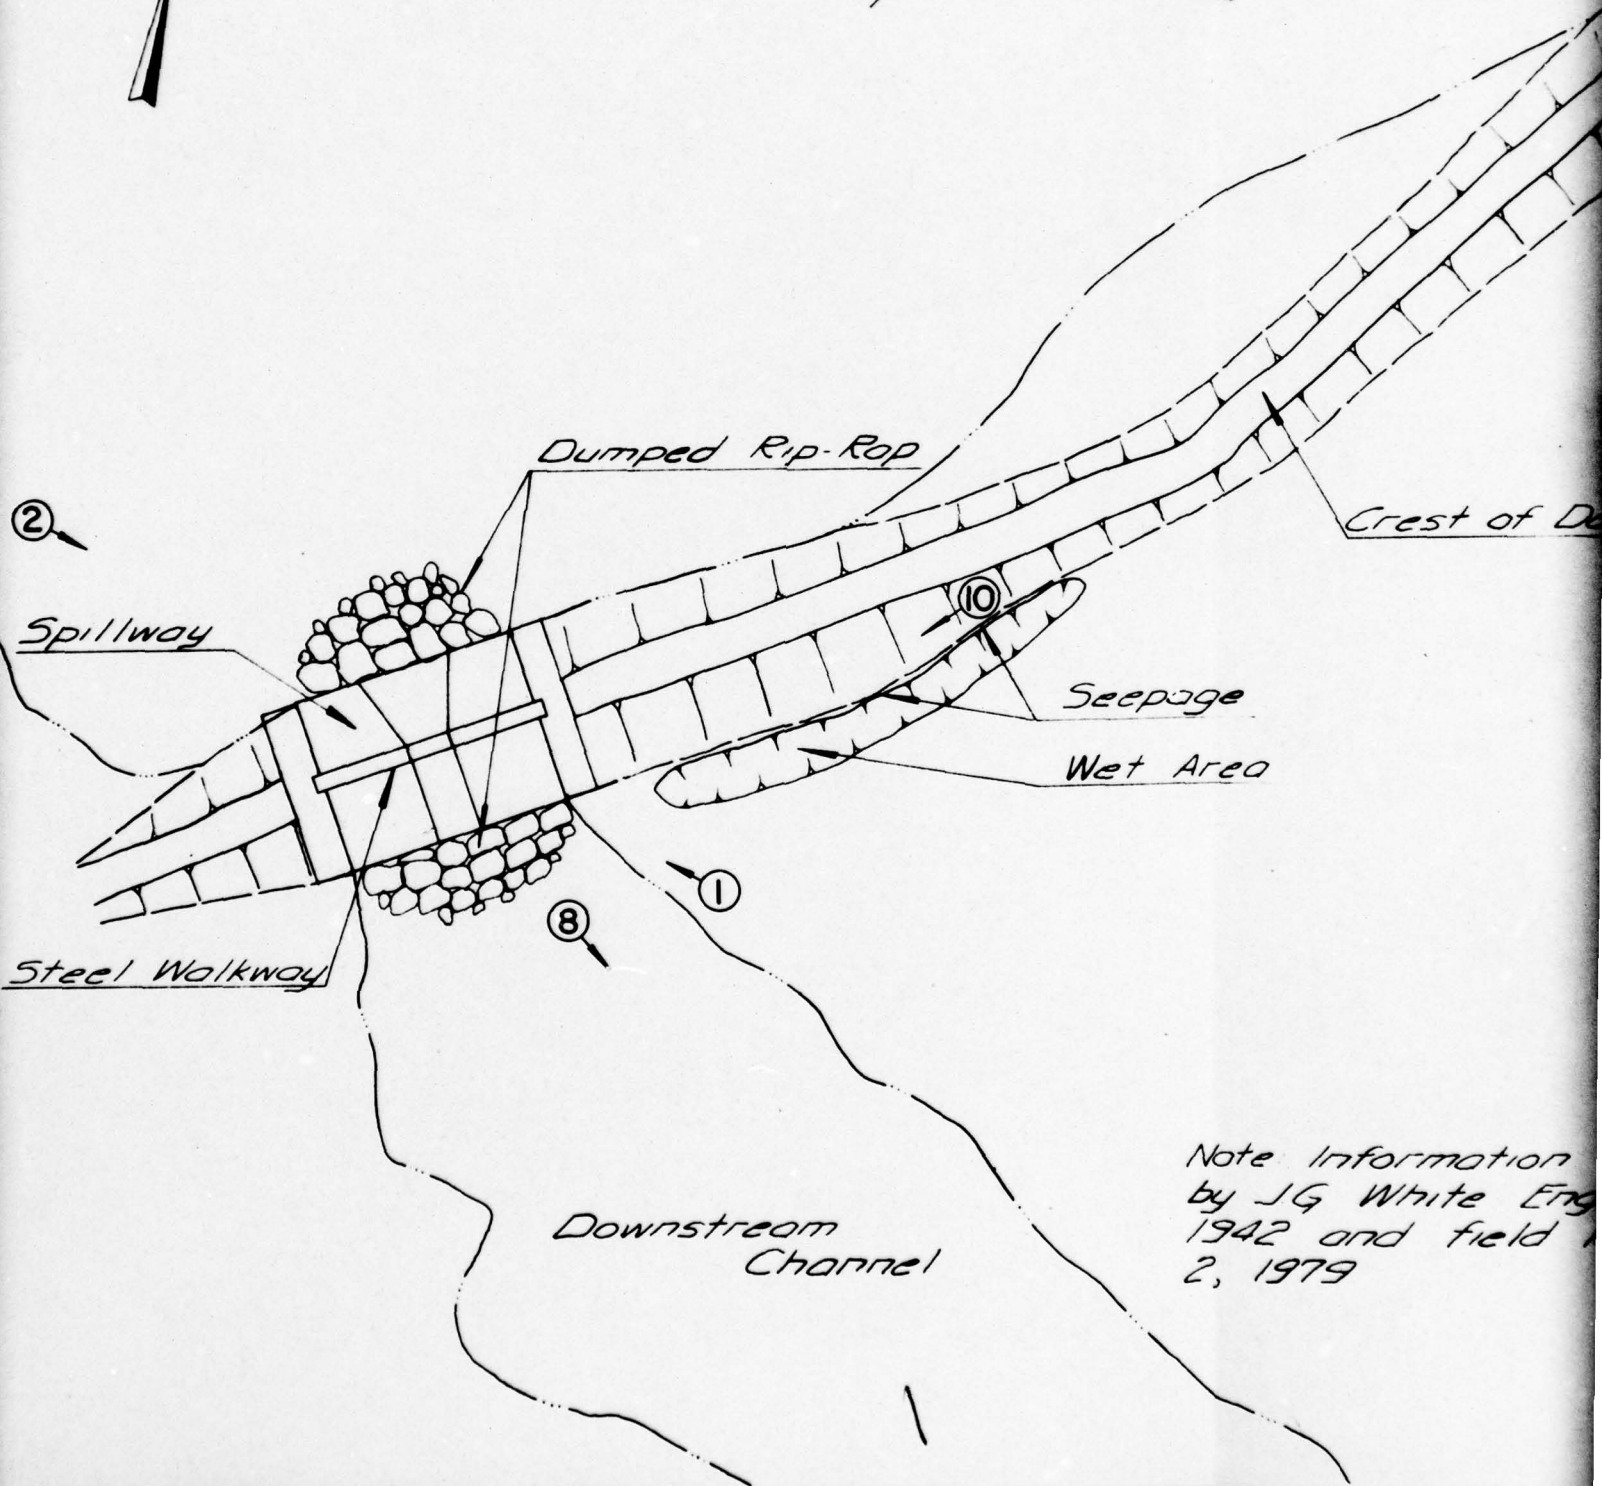 Dumped Rip-Rap
2
Crest of
10
Spillway
Seepage
Wet Area
1
8
Steel Walkway
Note: Information
by JG White Eng
1942 and field
2, 1979
Downstream
Channel